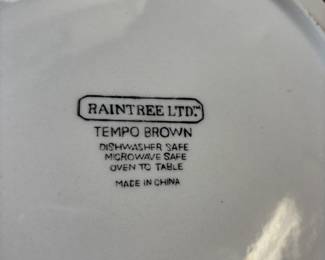 RAINTREE LTD.™
TEMPO BROWN
DISHWASHER SAFE
MICROWAVE SAFE
OVEN TO TABLE
MADE IN CHINA